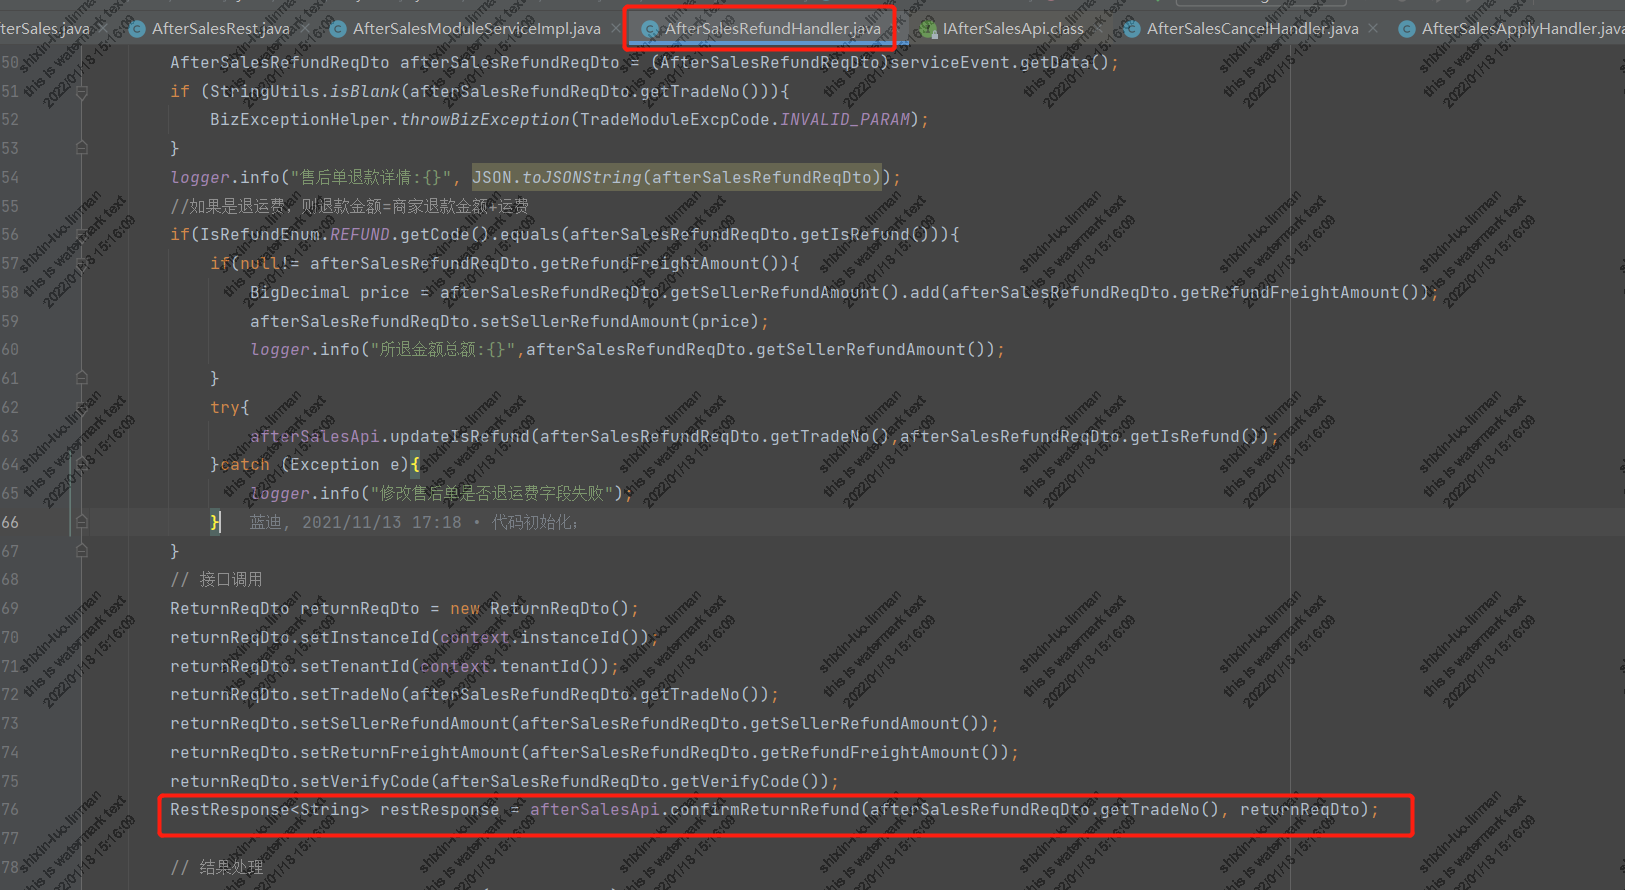 terSales.java AfterSalesRest.java AfterSalesModuleServiceImpl.java AfterSalesRefundHandler.java IAfterSalesApi.class AfterSalesCancelHandler.java AfterSalesApplyHandler.java
50 AfterSalesRefundReqDto afterSalesRefundReqDto = (AfterSalesRefundReqDto)serviceEvent.getData();
51 if (StringUtils.isBlank(afterSalesRefundReqDto.getTradeNo())){
52 BizExceptionHelper.throwBizException(TradeModuleExcpCode.INVALID_PARAM);
53 }
54 logger.info("售后单退款详情:{}", JSON.toJSONString(afterSalesRefundReqDto));
55 //如果是退运费，则退款金额=商家退款金额+运费
56 if(IsRefundEnum.REFUND.getCode().equals(afterSalesRefundReqDto.getIsRefund())){
57 if(null!= afterSalesRefundReqDto.getRefundFreightAmount()){
58 BigDecimal price = afterSalesRefundReqDto.getSellerRefundAmount().add(afterSalesRefundReqDto.getRefundFreightAmount());
59 afterSalesRefundReqDto.setSellerRefundAmount(price);
60 logger.info("所退金额总额:{}",afterSalesRefundReqDto.getSellerRefundAmount());
61 }
62 try{
63 afterSalesApi.updateIsRefund(afterSalesRefundReqDto.getTradeNo(),afterSalesRefundReqDto.getIsRefund());
64 }catch (Exception e){
65 logger.info("修改售后单是否退运费字段失败");
66 } 蓝迪, 2021/11/13 17:18 • 代码初始化;
67 }
68 // 接口调用
69 ReturnReqDto returnReqDto = new ReturnReqDto();
70 returnReqDto.setInstanceId(context.instanceId());
71 returnReqDto.setTenantId(context.tenantId());
72 returnReqDto.setTradeNo(afterSalesRefundReqDto.getTradeNo());
73 returnReqDto.setSellerRefundAmount(afterSalesRefundReqDto.getSellerRefundAmount());
74 returnReqDto.setReturnFreightAmount(afterSalesRefundReqDto.getRefundFreightAmount());
75 returnReqDto.setVerifyCode(afterSalesRefundReqDto.getVerifyCode());
76 RestResponse<String> restResponse = afterSalesApi.confirmReturnRefund(afterSalesRefundReqDto.getTradeNo(), returnReqDto);
77
78 // 结果处理
shixin-luo.linman
this is watermark text
2022/01/18 15:16:09